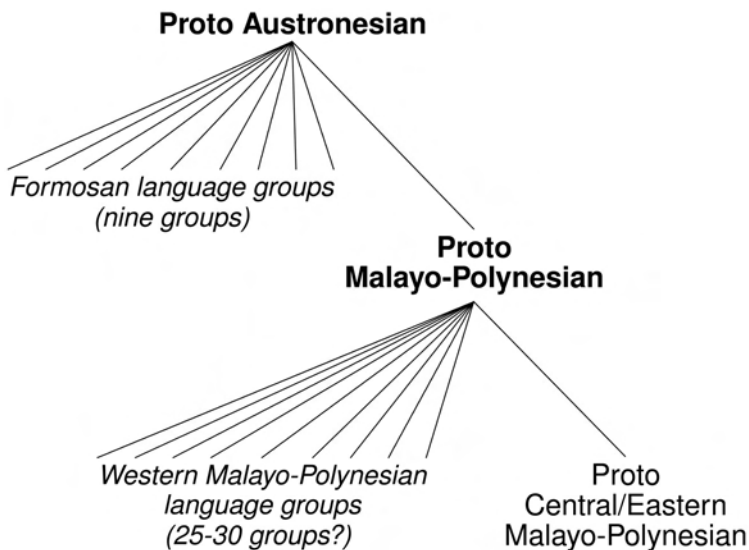 Proto Austronesian
Formosan language groups
(nine groups)
Proto
Malayo-Polynesian
Western Malayo-Polynesian
language groups
(25-30 groups?)
Proto
Central/Eastern
Malayo-Polynesian